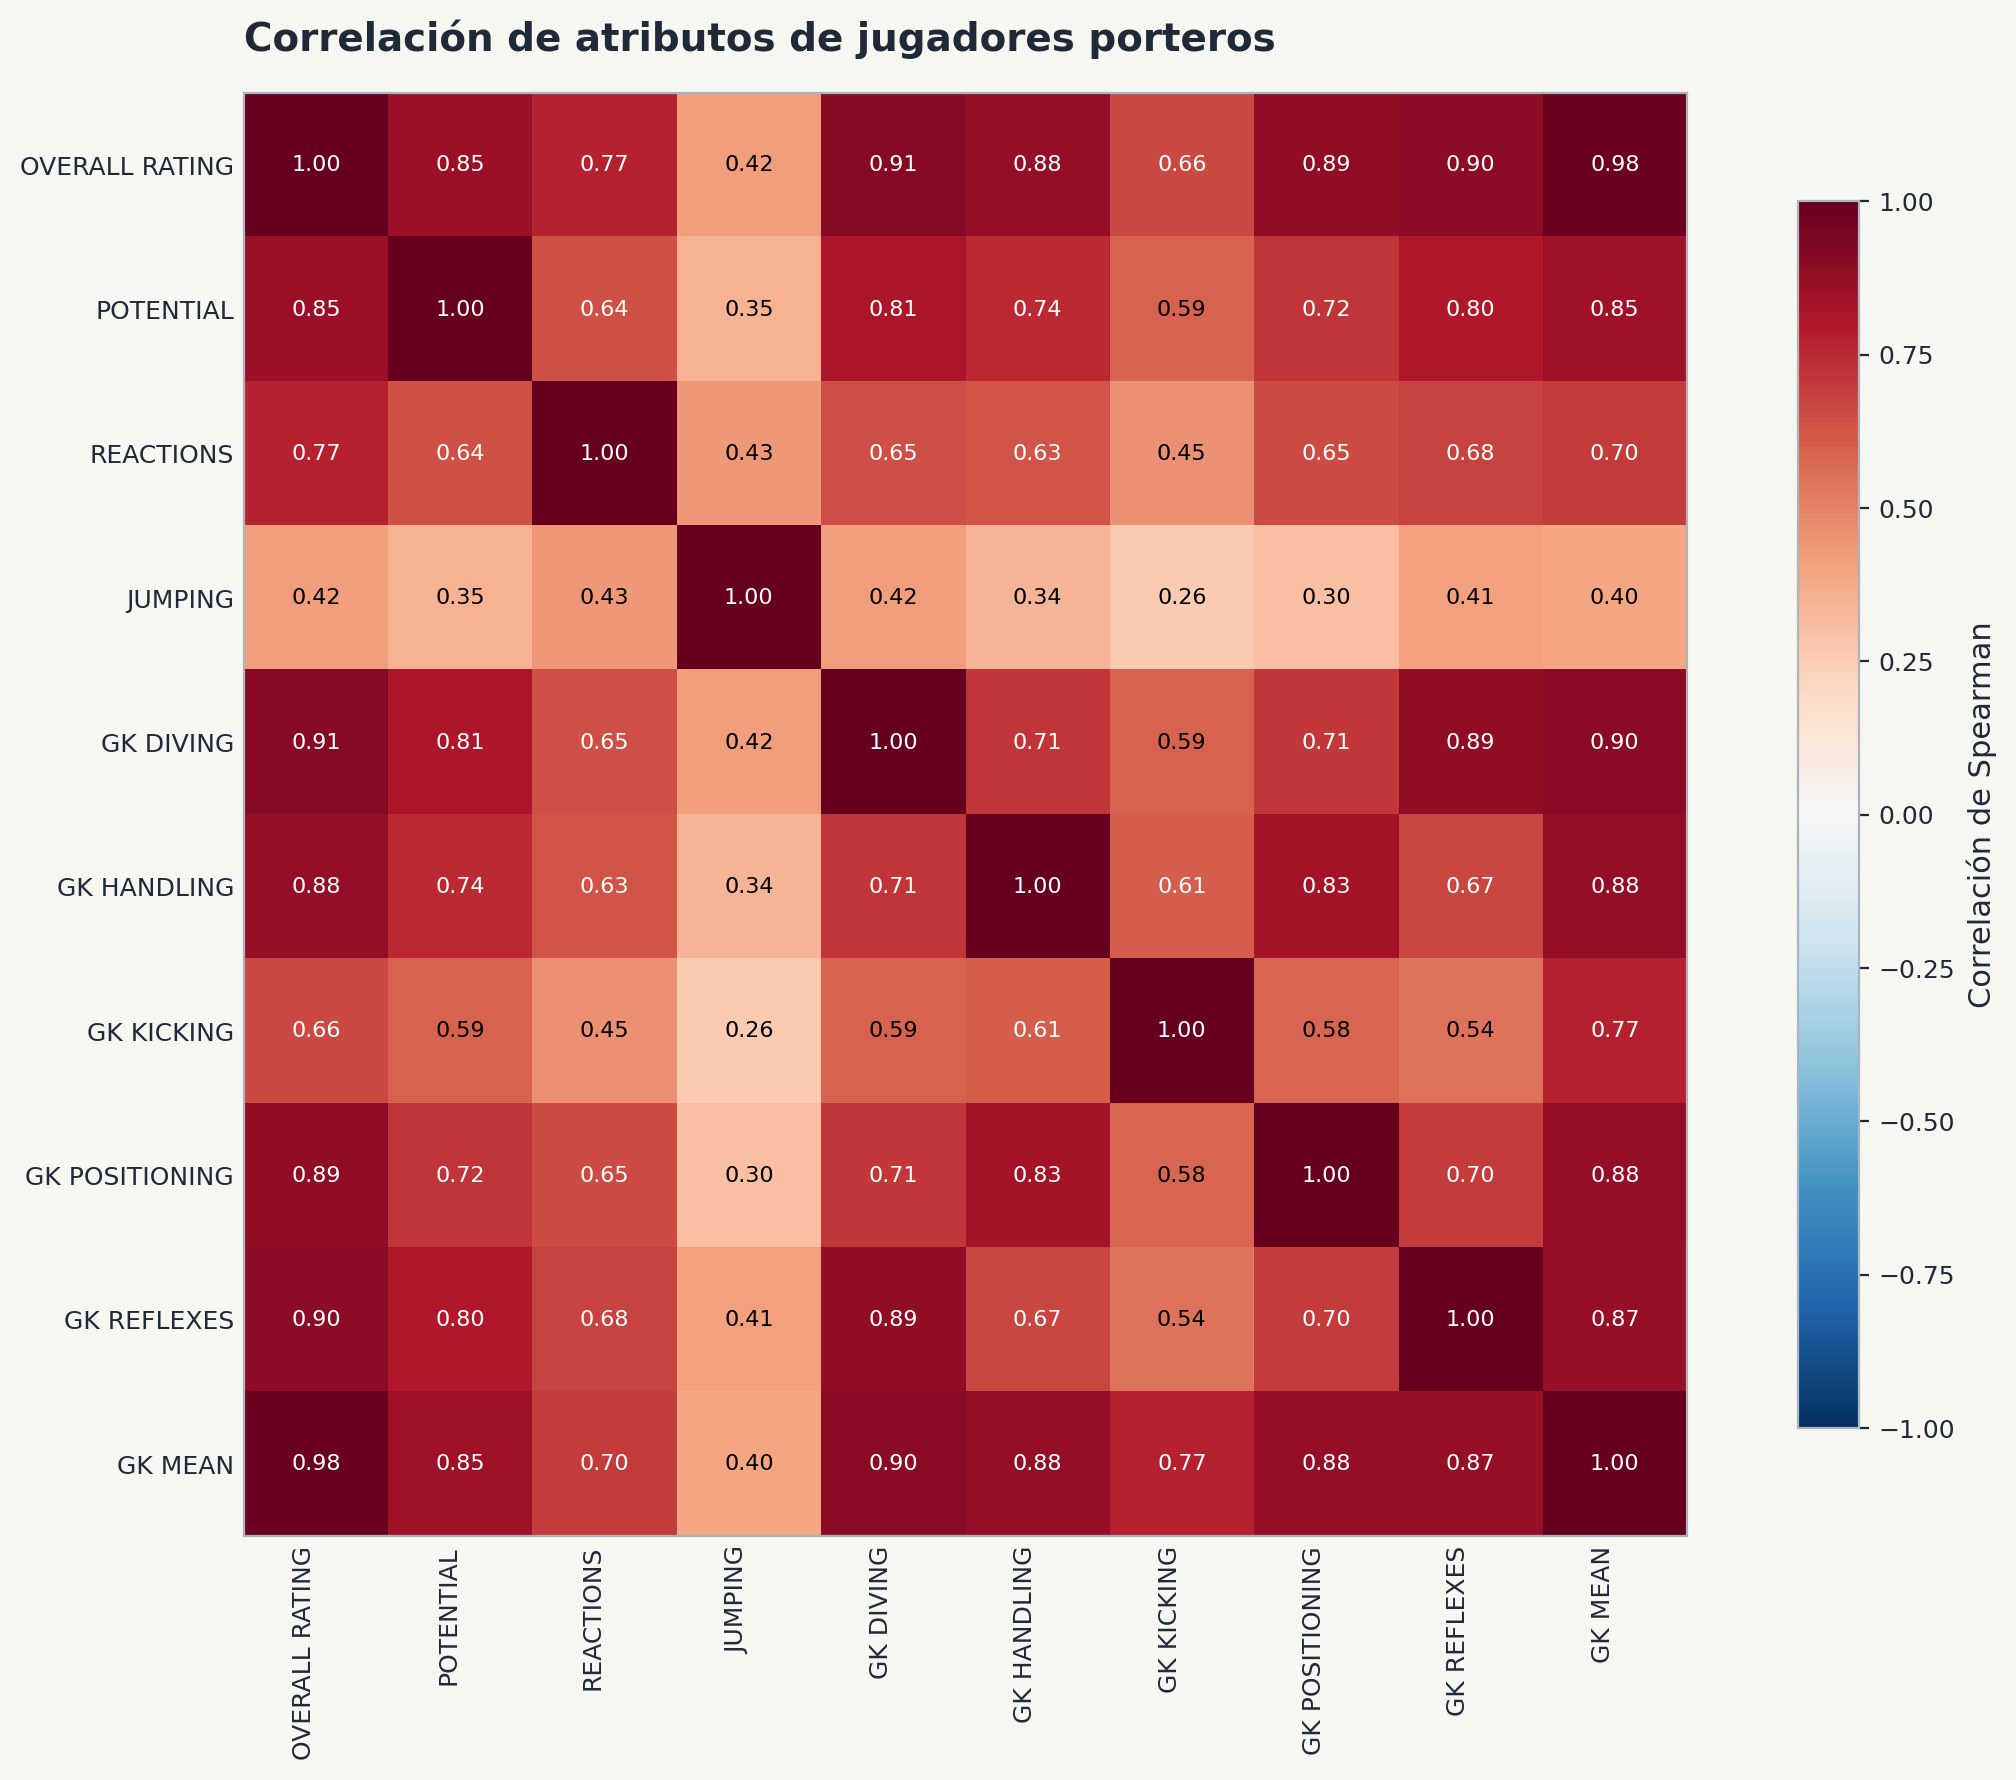 Correlación de atributos de jugadores porteros
OVERALL RATING 1.00 0.85 0.77 0.42 0.91 0.88 0.66 0.89 0.90 0.98
POTENTIAL 0.85 1.00 0.64 0.35 0.81 0.74 0.59 0.72 0.80 0.85
REACTIONS 0.77 0.64 1.00 0.43 0.65 0.63 0.45 0.65 0.68 0.70
JUMPING 0.42 0.35 0.43 1.00 0.42 0.34 0.26 0.30 0.41 0.40
GK DIVING 0.91 0.81 0.65 0.42 1.00 0.71 0.59 0.71 0.89 0.90
GK HANDLING 0.88 0.74 0.63 0.34 0.71 1.00 0.61 0.83 0.67 0.88
GK KICKING 0.66 0.59 0.45 0.26 0.59 0.61 1.00 0.58 0.54 0.77
GK POSITIONING 0.89 0.72 0.65 0.30 0.71 0.83 0.58 1.00 0.70 0.88
GK REFLEXES 0.90 0.80 0.68 0.41 0.89 0.67 0.54 0.70 1.00 0.87
GK MEAN 0.98 0.85 0.70 0.40 0.90 0.88 0.77 0.88 0.87 1.00
OVERALL RATING
POTENTIAL
REACTIONS
JUMPING
GK DIVING
GK HANDLING
GK KICKING
GK POSITIONING
GK REFLEXES
GK MEAN
1.00
0.75
0.50
0.25
0.00
−0.25
−0.50
−0.75
−1.00
Correlación de Spearman